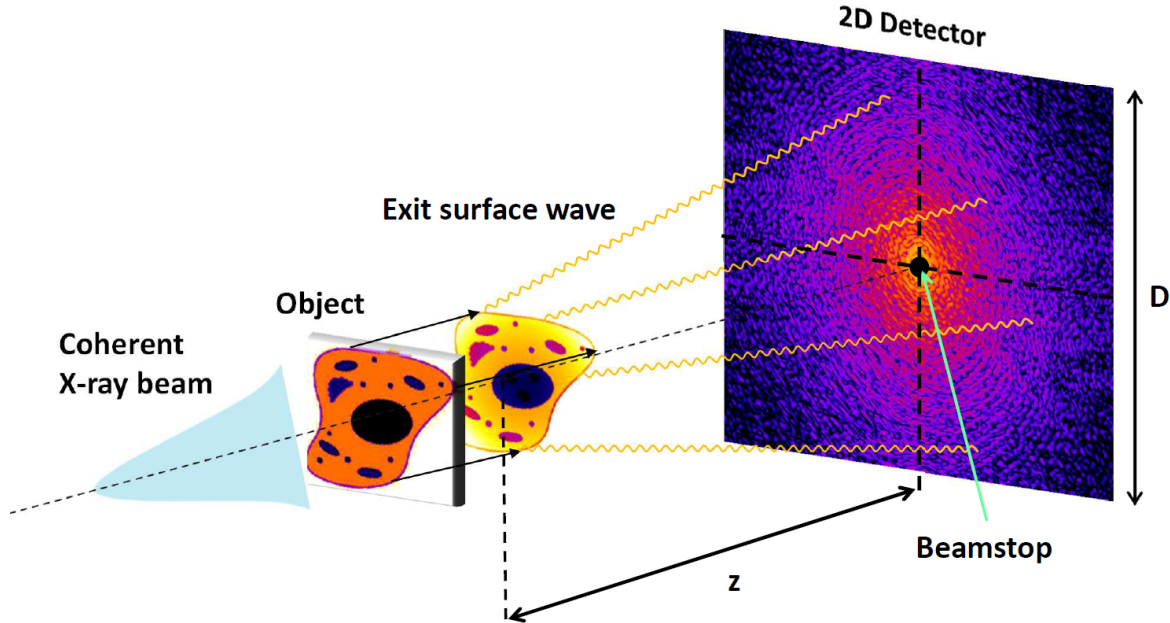 2D Detector
Exit surface wave
Object
Coherent
X-ray beam
D
Beamstop
z